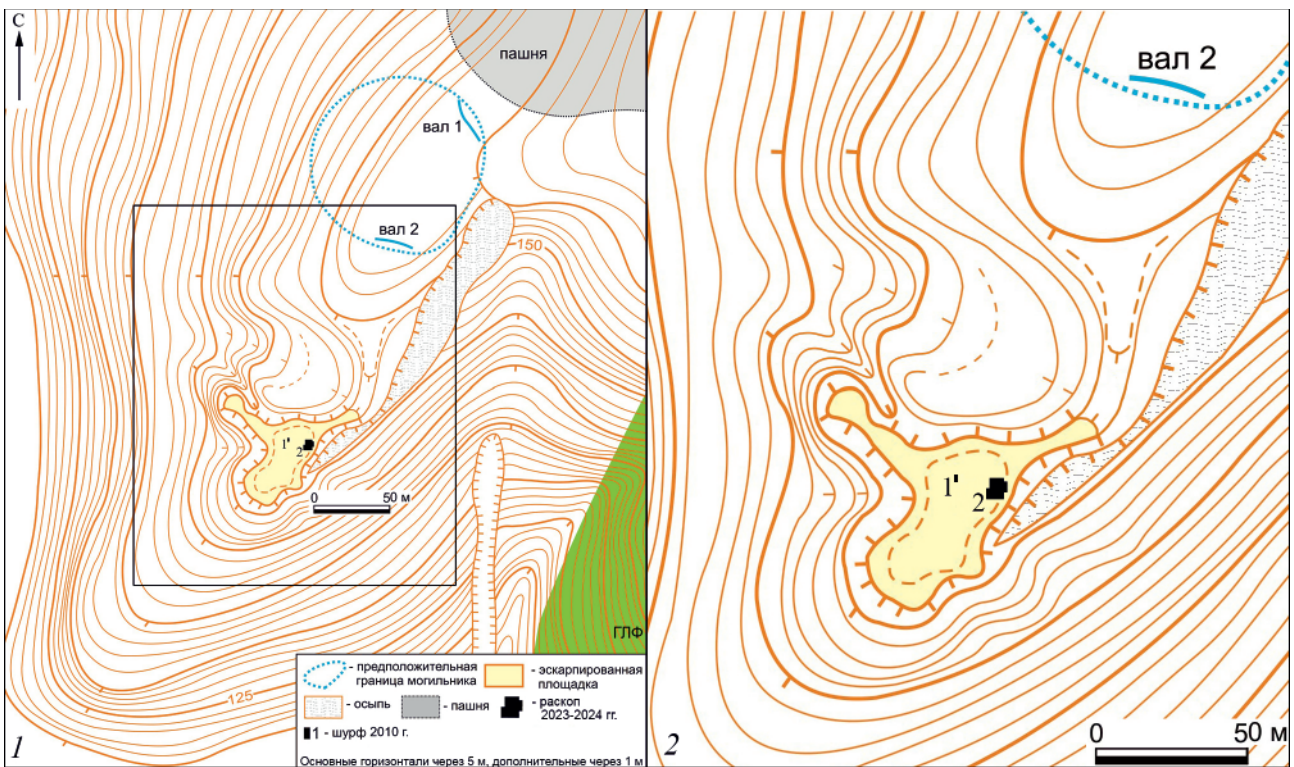 С
пашня
вал 1
вал 2
150
1
2
0 50 м
ГЛФ
125
- предположительная
граница могильника
- эскарпированная
площадка
- осыпь
- пашня
- раскоп
2023-2024 гг.
1 - шурф 2010 г.
Основные горизонтали через 5 м, дополнительные через 1 м
1
вал 2
1
2
0 50 м
2